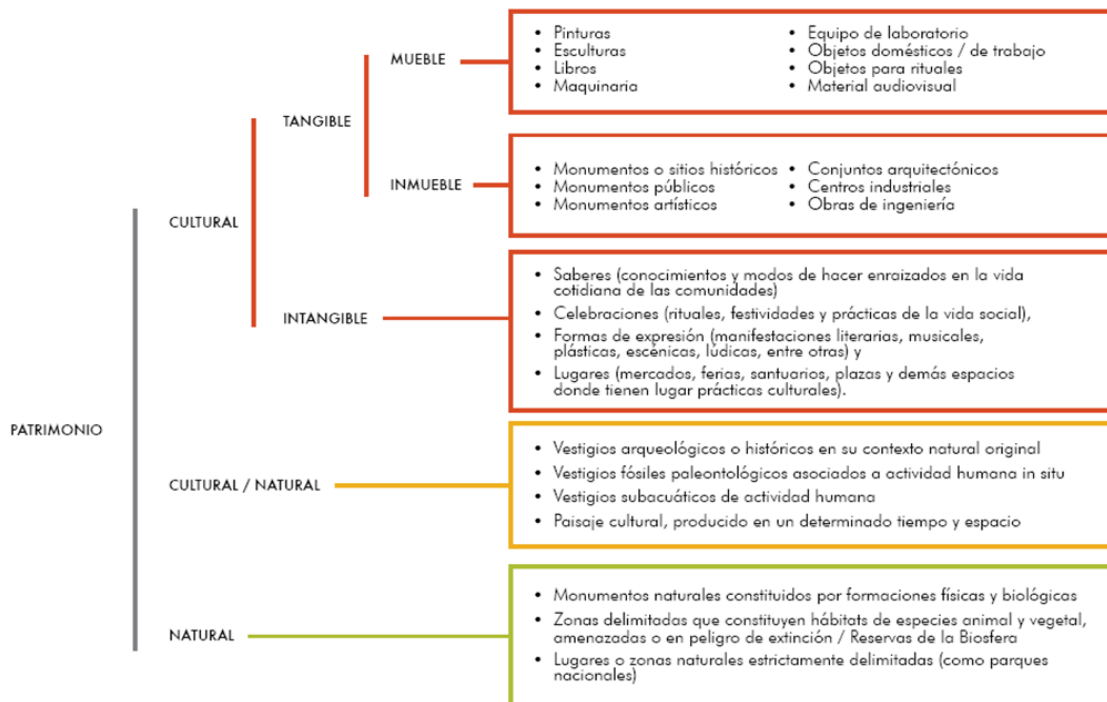 PATRIMONIO
CULTURAL
TANGIBLE
MUEBLE
• Pinturas
• Esculturas
• Libros
• Maquinaria
• Equipo de laboratorio
• Objetos domésticos / de trabajo
• Objetos para rituales
• Material audiovisual
INMUEBLE
• Monumentos o sitios históricos
• Monumentos públicos
• Monumentos artísticos
• Conjuntos arquitectónicos
• Centros industriales
• Obras de ingeniería
INTANGIBLE
• Saberes (conocimientos y modos de hacer enraizados en la vida
cotidiana de las comunidades)
• Celebraciones (rituales, festividades y prácticas de la vida social),
• Formas de expresión (manifestaciones literarias, musicales,
plásticas, escénicas, lúdicas, entre otras) y
• Lugares (mercados, ferias, santuarios, plazas y demás espacios
donde tienen lugar prácticas culturales).
CULTURAL / NATURAL
• Vestigios arqueológicos o históricos en su contexto natural original
• Vestigios fósiles paleontológicos asociados a actividad humana in situ
• Vestigios subacuáticos de actividad humana
• Paisaje cultural, producido en un determinado tiempo y espacio
NATURAL
• Monumentos naturales constituidos por formaciones físicas y biológicas
• Zonas delimitadas que constituyen hábitats de especies animal y vegetal,
amenazadas o en peligro de extinción / Reservas de la Biosfera
• Lugares o zonas naturales estrictamente delimitadas (como parques
nacionales)